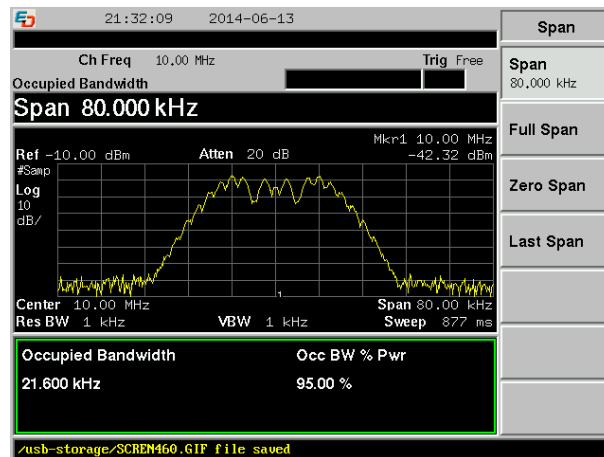 21:32:09 2014-06-13
Span
Ch Freq 10.00 MHz Trig Free
Occupied Bandwidth
Span 80.000 kHz
Span
80.000 kHz
Full Span
Zero Span
Last Span
Mkr1 10.00 MHz
Ref -10.00 dBm Atten 20 dB -42.32 dBm
#Samp
Log
10
dB/
1
Center 10.00 MHz Span 80.00 kHz
Res BW 1 kHz VBW 1 kHz Sweep 877 ms
Occupied Bandwidth Occ BW % Pwr
21.600 kHz 95.00 %
/usb-storage/SCREN460.GIF file saved